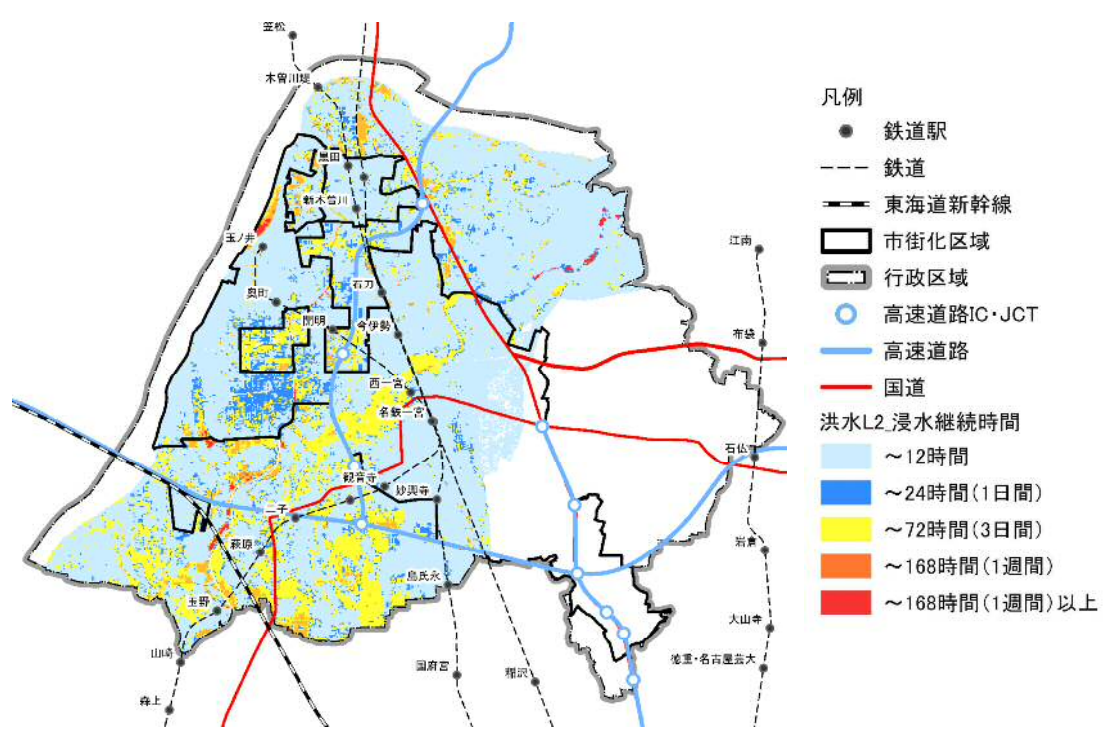 笠松
木曽川堤
黒田
新木曽川
玉ノ井
江南
石刀
奥町
開明
今伊勢
布袋
西一宮
名鉄一宮
石仏
観音寺
妙興寺
二子
萩原
岩倉
島氏永
玉野
大山寺
山崎
国府宮
稲沢
徳重・名古屋芸大
森上
凡例
鉄道駅
鉄道
東海道新幹線
市街化区域
行政区域
高速道路IC・JCT
高速道路
国道
洪水L2_浸水継続時間
～12時間
～24時間(1日間)
～72時間(3日間)
～168時間(1週間)
～168時間(1週間)以上